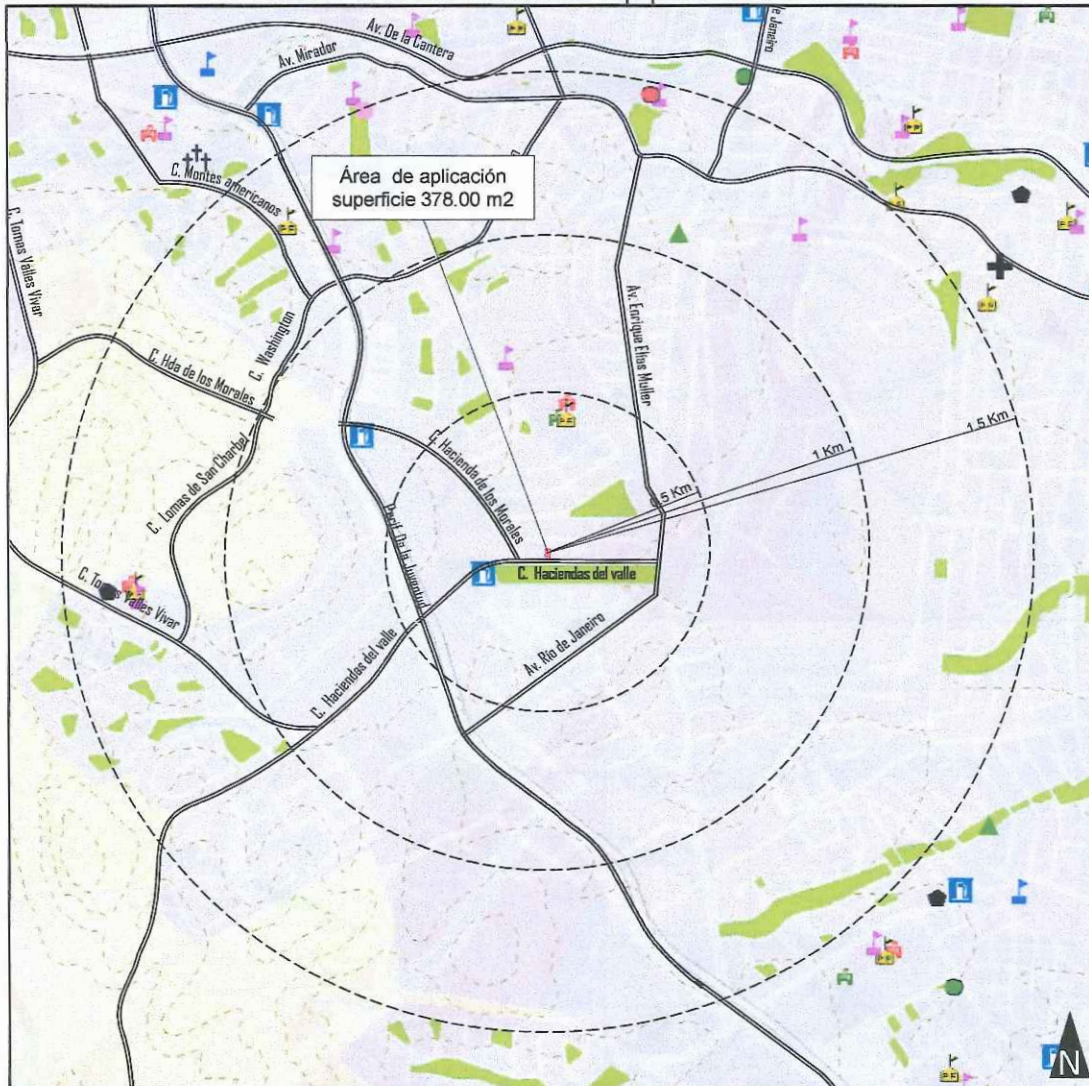 Av. De la Cantera
Av. Mirador
de Janeiro
C. Montes americanos
Área de aplicación
superficie 378.00 m2
C. Tomas Valles Vivar
Av. Enrique Elias Muller
C. Washington
C. Hda de los Morales
C. Hacienda de los Morales
C. Lomas de San Charbel
1.5 Km
1 Km
.5 Km
Perif. De la Juventud
C. Haciendas del valle
C. Tomas Valles Vivar
Av. Río de Janeiro
C. Haciendas del valle
N